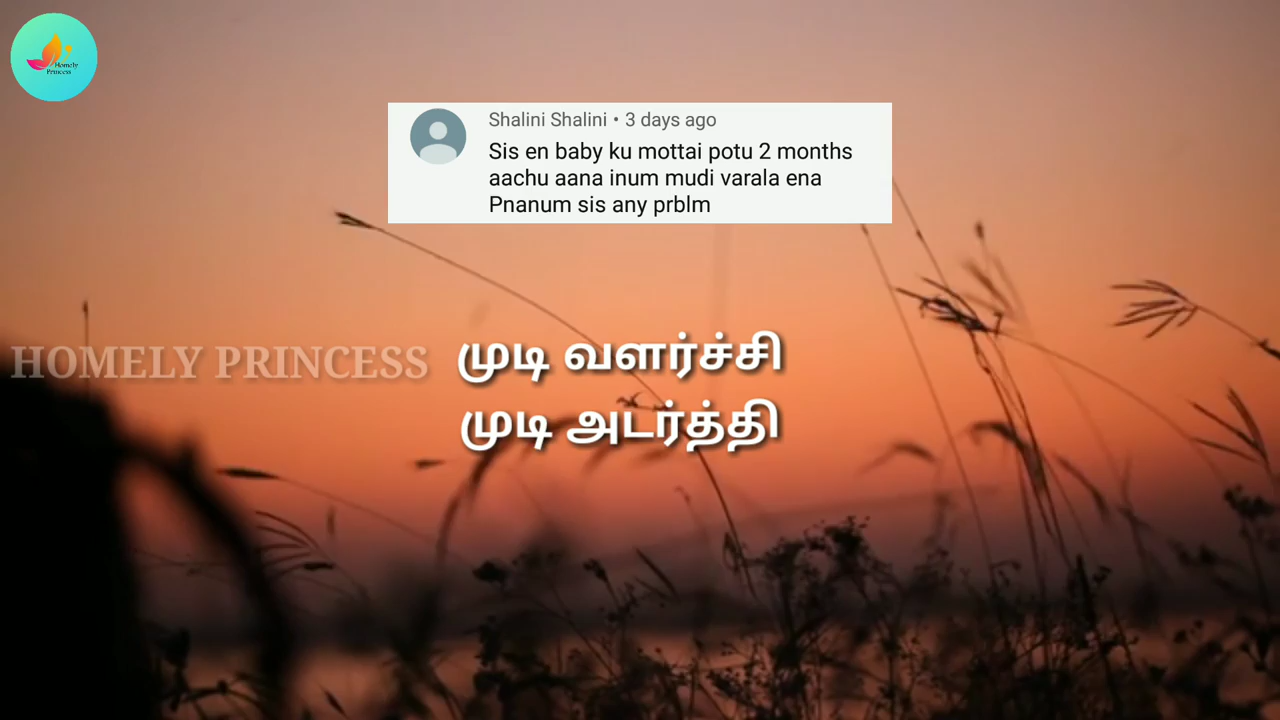 Homely
Princess
Shalini Shalini • 3 days ago
Sis en baby ku mottai potu 2 months
aachu aana inum mudi varala ena
Pnanum sis any prblm
HOMELY PRINCESS
முடி வளர்ச்சி
முடி அடர்த்தி